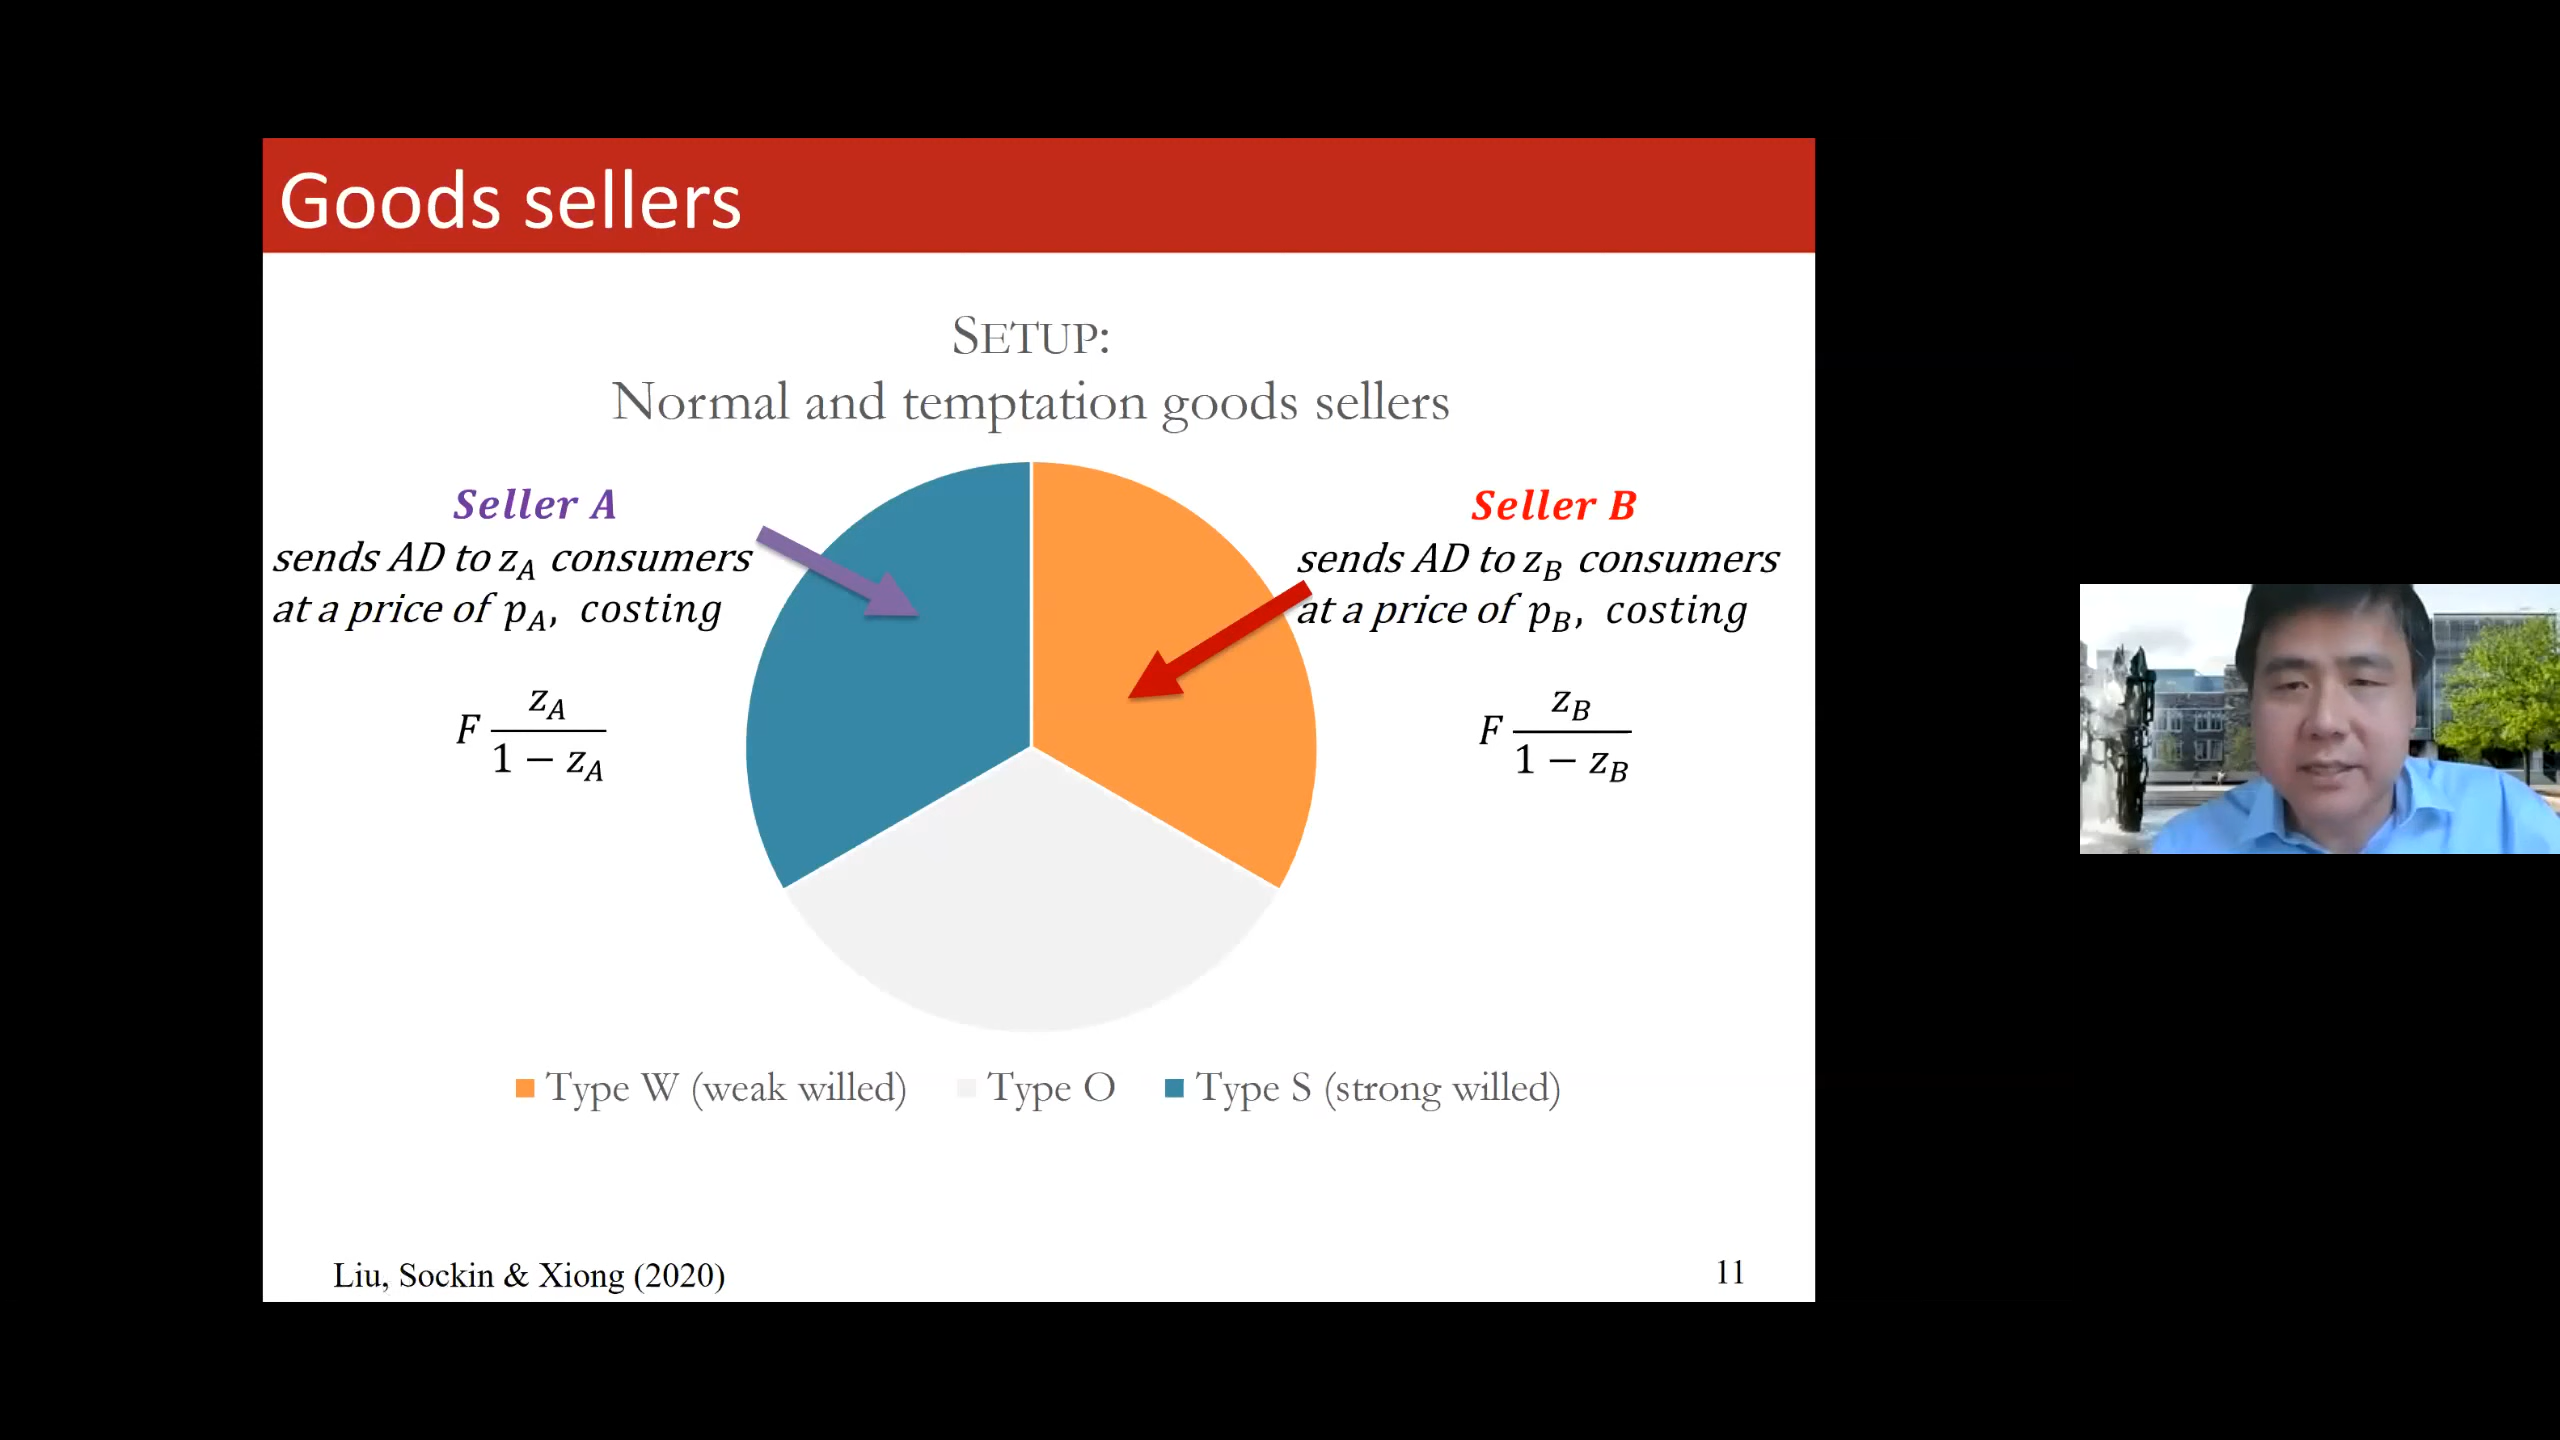 Goods sellers
SETUP:
Normal and temptation goods sellers
Seller A
sends AD to z_A consumers
at a price of p_A, costing
F z_A / (1 − z_A)
Seller B
sends AD to z_B consumers
at a price of p_B, costing
F z_B / (1 − z_B)
Type W (weak willed) Type O Type S (strong willed)
Liu, Sockin & Xiong (2020)
11